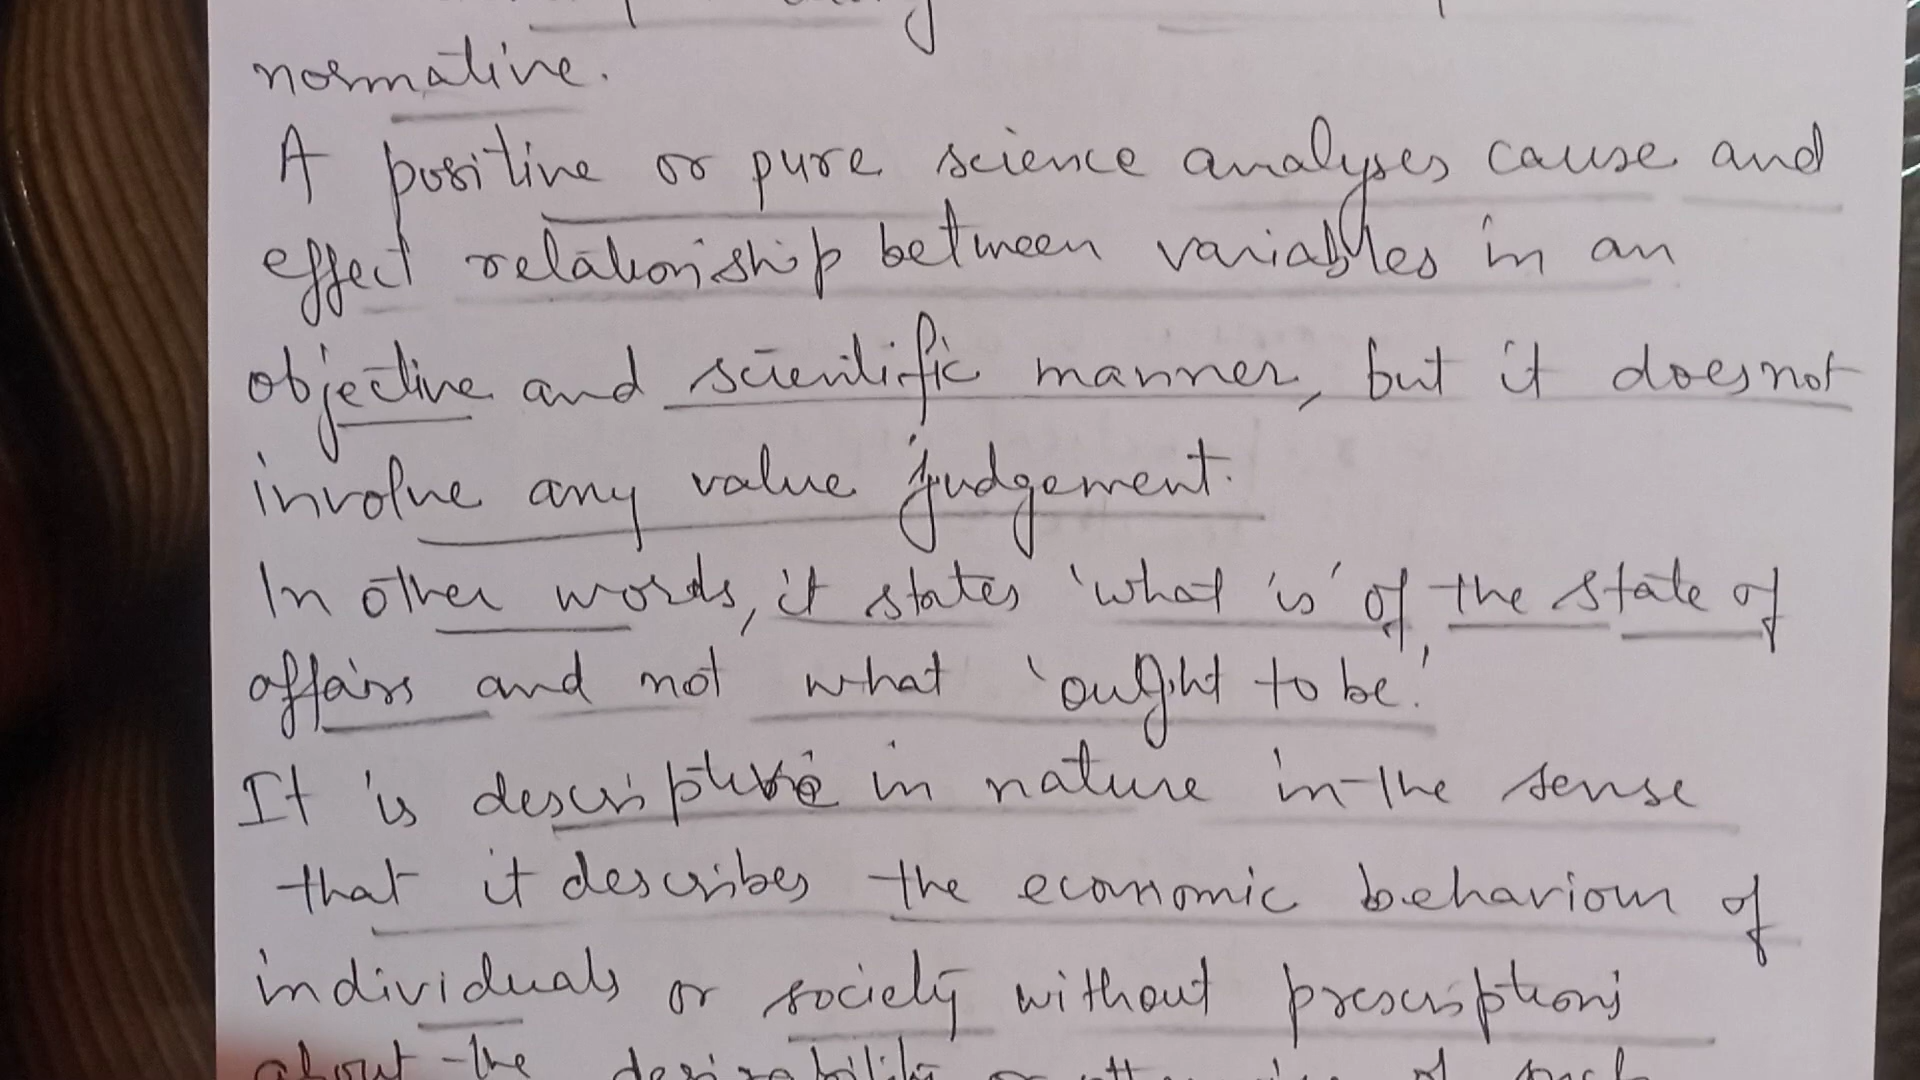 normative.
A positive or pure science analyses cause and
effect relationship between variables in an
objective and scientific manner, but it does not
involve any value judgement.
In other words, it states 'what is' of the state of
affairs and not what 'ought to be.'
It is descriptive in nature in the sense
that it describes the economic behaviour of
individuals or society without prescriptions
about the desirability